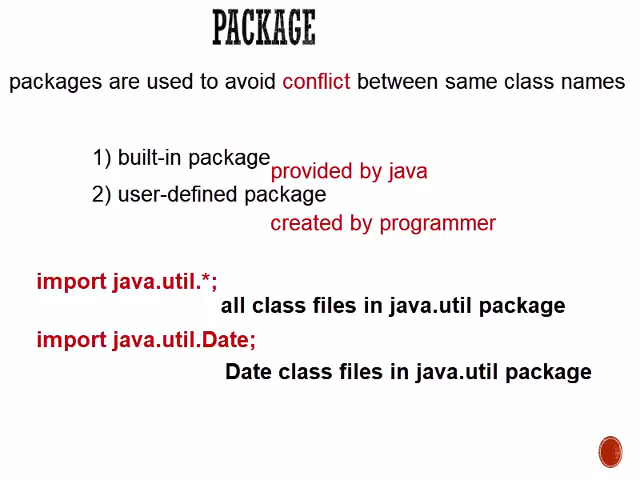 PACKAGE
packages are used to avoid conflict between same class names
1) built-in package
provided by java
2) user-defined package
created by programmer
import java.util.*;
all class files in java.util package
import java.util.Date;
Date class files in java.util package